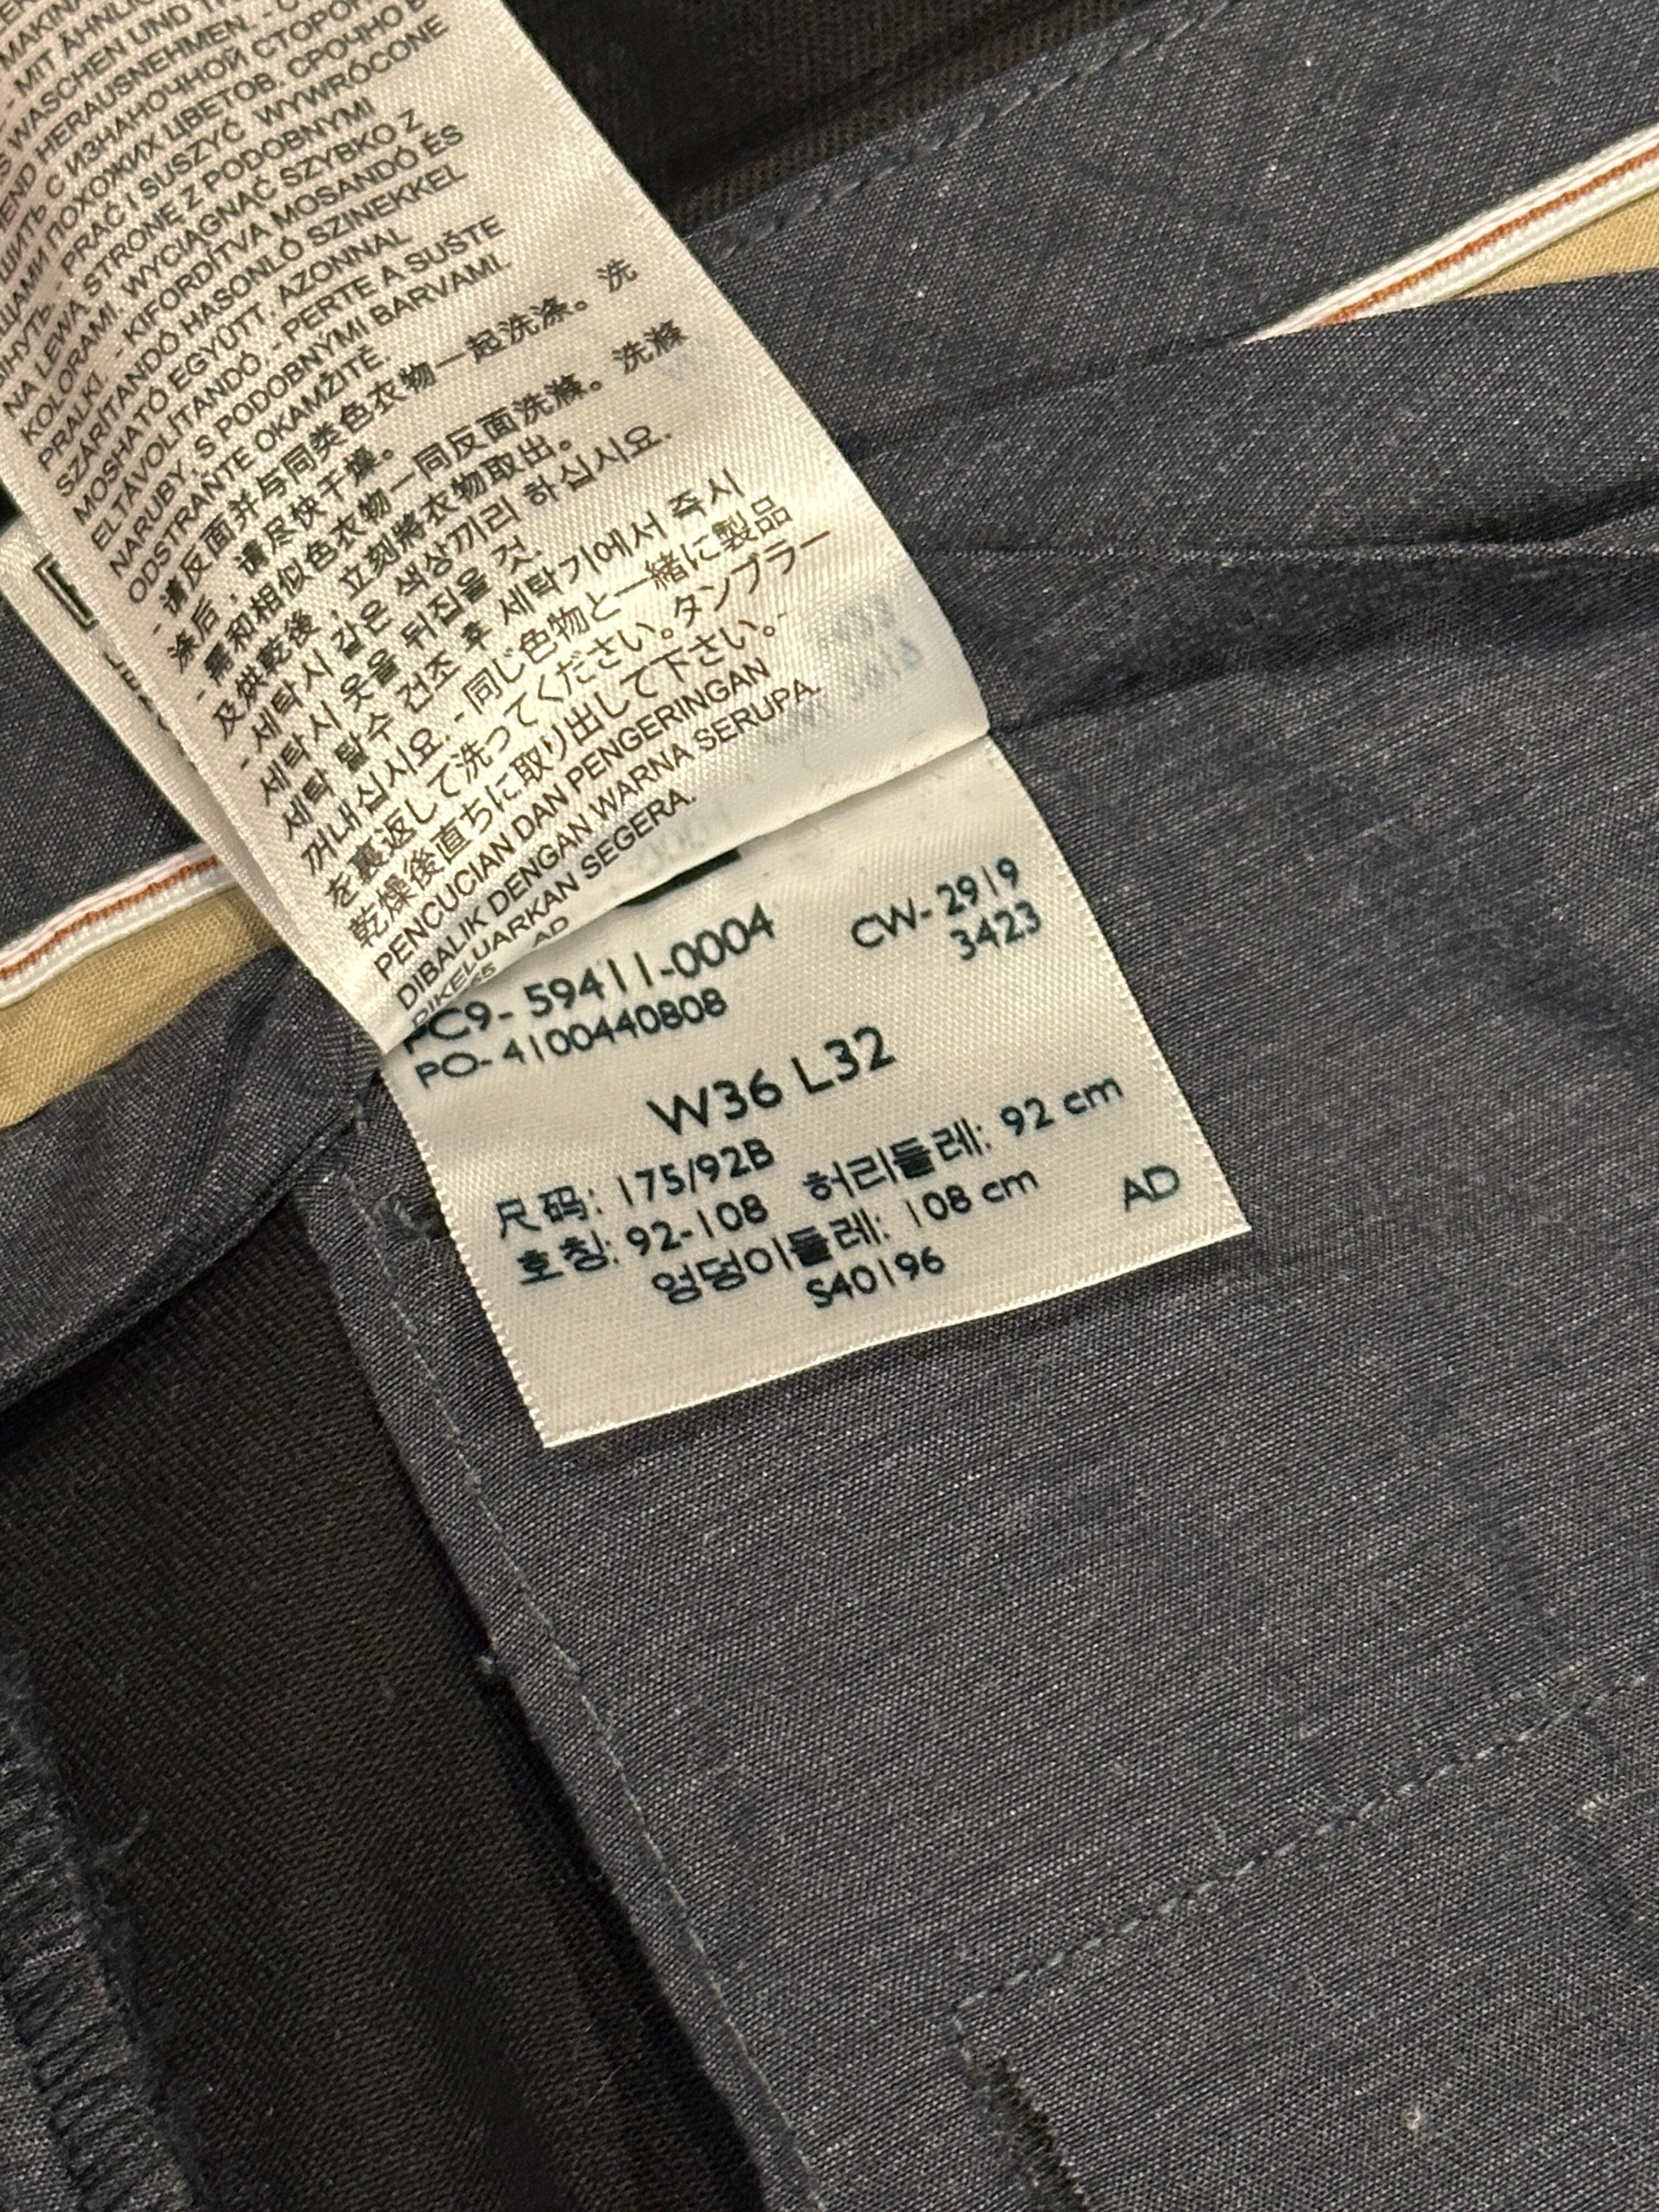 MAKINA
- MIT ÄHNLIC
WASCHEN UND TR
END HERAUSNEHMEN. - С
ШИТЬ С ИЗНАНОЧНОЙ СТОРОН
ЩАМИ ПОХОЖИХ ЦВЕТОВ. СРОЧНО В
НУТЬ. - PRAĆ I SUSZYĆ WYWRÓCONE
NA LEWĄ STRONĘ Z PODOBNYMI
KOLORAMI. WYCIĄGNĄĆ SZYBKO Z
PRALKI. - KIFORDÍTVA MOSANDÓ ÉS
SZÁRÍTANDÓ HASONLÓ SZINEKKEL
MOSHATÓ EGYÜTT. AZONNAL
ELTÁVOLÍTANDÓ. - PERTE A SUŠTE
NARUBY, S PODOBNÝMI BARVAMI.
ODSTRAŇTE OKAMŽITĚ.
- 请反面并与同类色衣物一起洗涤。洗
涤后,请尽快干燥。
- 需和相似色衣物一同反面洗滌。洗滌
及烘乾後,立刻將衣物取出。
- 세탁시 같은 색상끼리 하십시요.
세탁시 옷을 뒤집을 것.
세탁 탈수 건조 후 세탁기에서 즉시
꺼내십시요. - 同じ色物と一緒に製品
を裏返して洗ってください。タンブラー
乾燥後直ちに取り出して下さい。-
PENCUCIAN DAN PENGERINGAN
DIBALIK DENGAN WARNA SERUPA.
DIKELUARKAN SEGERA.
AD
PC9- 59411-0004 CW- 2919
PO- 4100440808 3423
W36 L32
尺码: 175/92B
호칭: 92-108 허리둘레: 92 cm
엉덩이둘레: 108 cm AD
S40196